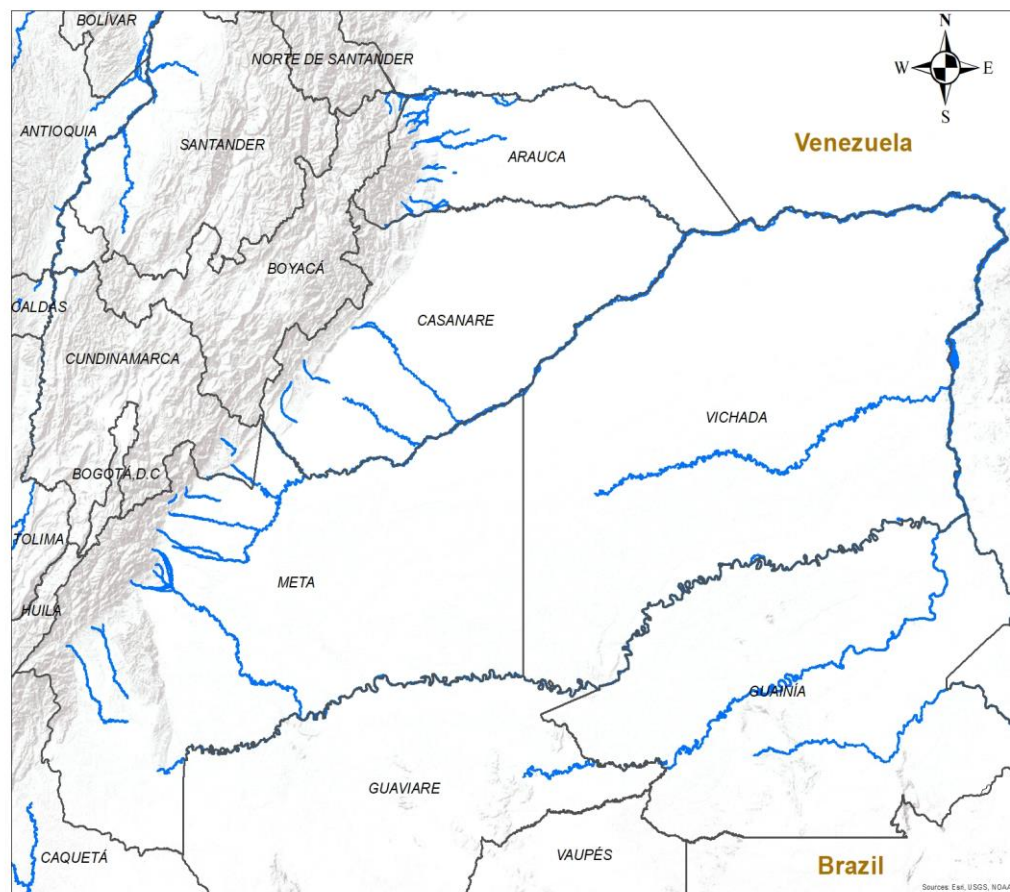 BOLÍVAR
N
NORTE DE SANTANDER
W
E
S
ANTIOQUIA
SANTANDER
ARAUCA
Venezuela
BOYACÁ
CALDAS
CASANARE
CUNDINAMARCA
VICHADA
BOGOTÁ,D.C
TOLIMA
META
HUILA
GUAINÍA
GUAVIARE
CAQUETÁ
VAUPÉS
Brazil
Sources: Esri, USGS, NOAA